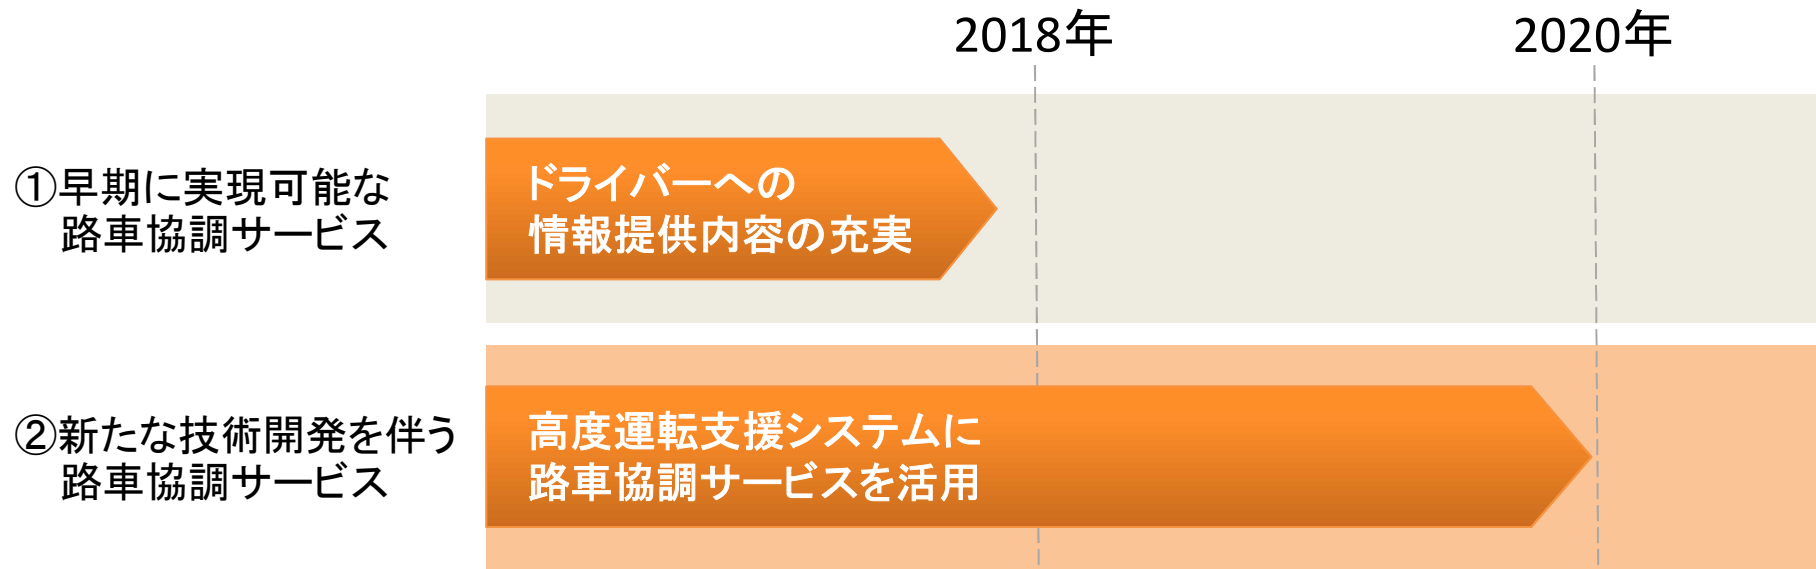 2018年
2020年
①早期に実現可能な
路車協調サービス
ドライバーへの
情報提供内容の充実
②新たな技術開発を伴う
路車協調サービス
高度運転支援システムに
路車協調サービスを活用